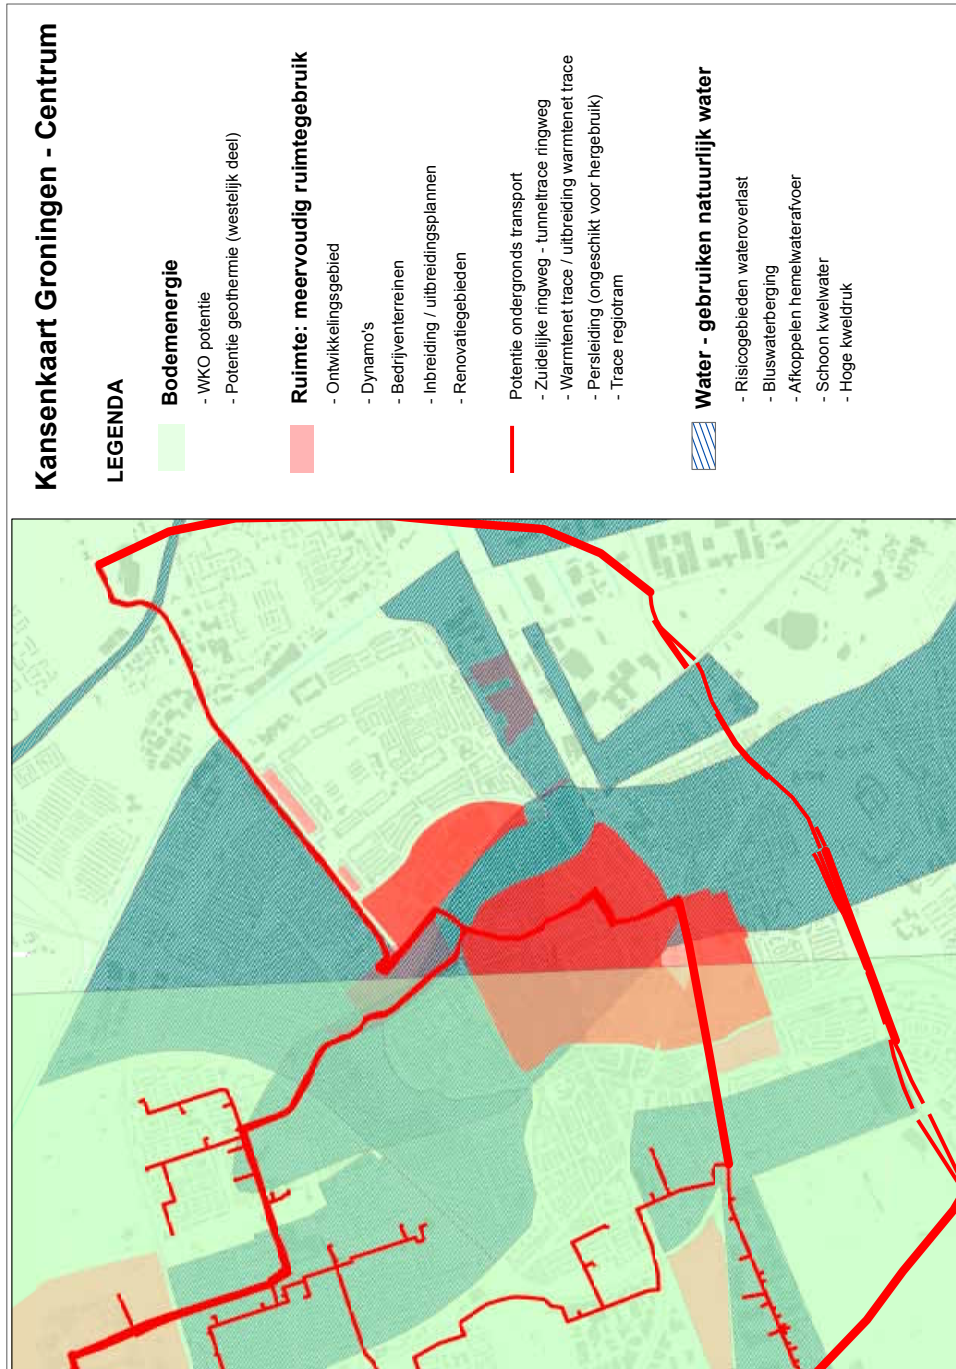 Kansenkaart Groningen - Centrum
LEGENDA
Bodemenergie
- WKO potentie
- Potentie geothermie (westelijk deel)
Ruimte: meervoudig ruimtegebruik
- Ontwikkelingsgebied
- Dynamo's
- Bedrijventerreinen
- Inbreiding / uitbreidingsplannen
- Renovatiegebieden
Potentie ondergronds transport
- Zuidelijke ringweg - tunneltrace ringweg
- Warmtenet trace / uitbreiding warmtenet trace
- Persleiding (ongeschikt voor hergebruik)
- Trace regiotram
Water - gebruiken natuurlijk water
- Risicogebieden wateroverlast
- Bluswaterberging
- Afkoppelen hemelwaterafvoer
- Schoon kwelwater
- Hoge kweldruk